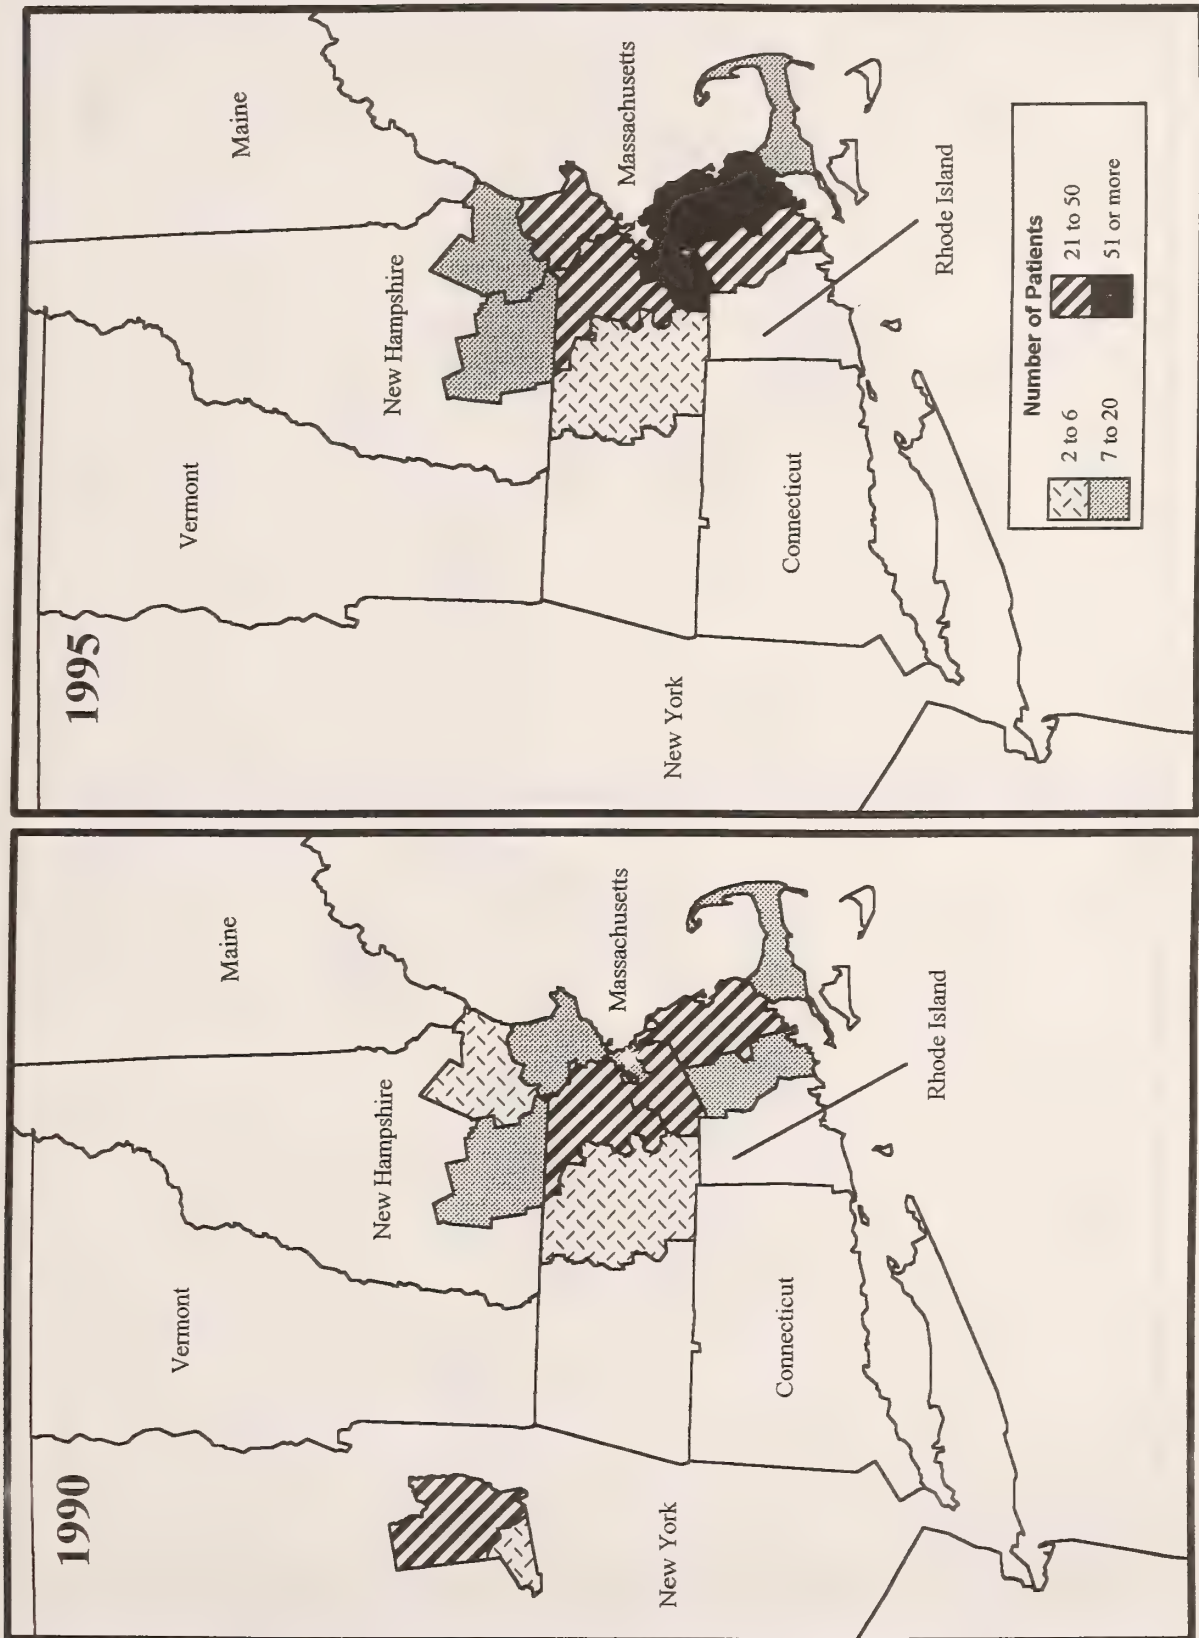 1990
Vermont
Maine
New Hampshire
Massachusetts
New York
Connecticut
Rhode Island
1995
Vermont
Maine
New Hampshire
Massachusetts
New York
Connecticut
Rhode Island
Number of Patients
2 to 6
21 to 50
7 to 20
51 or more